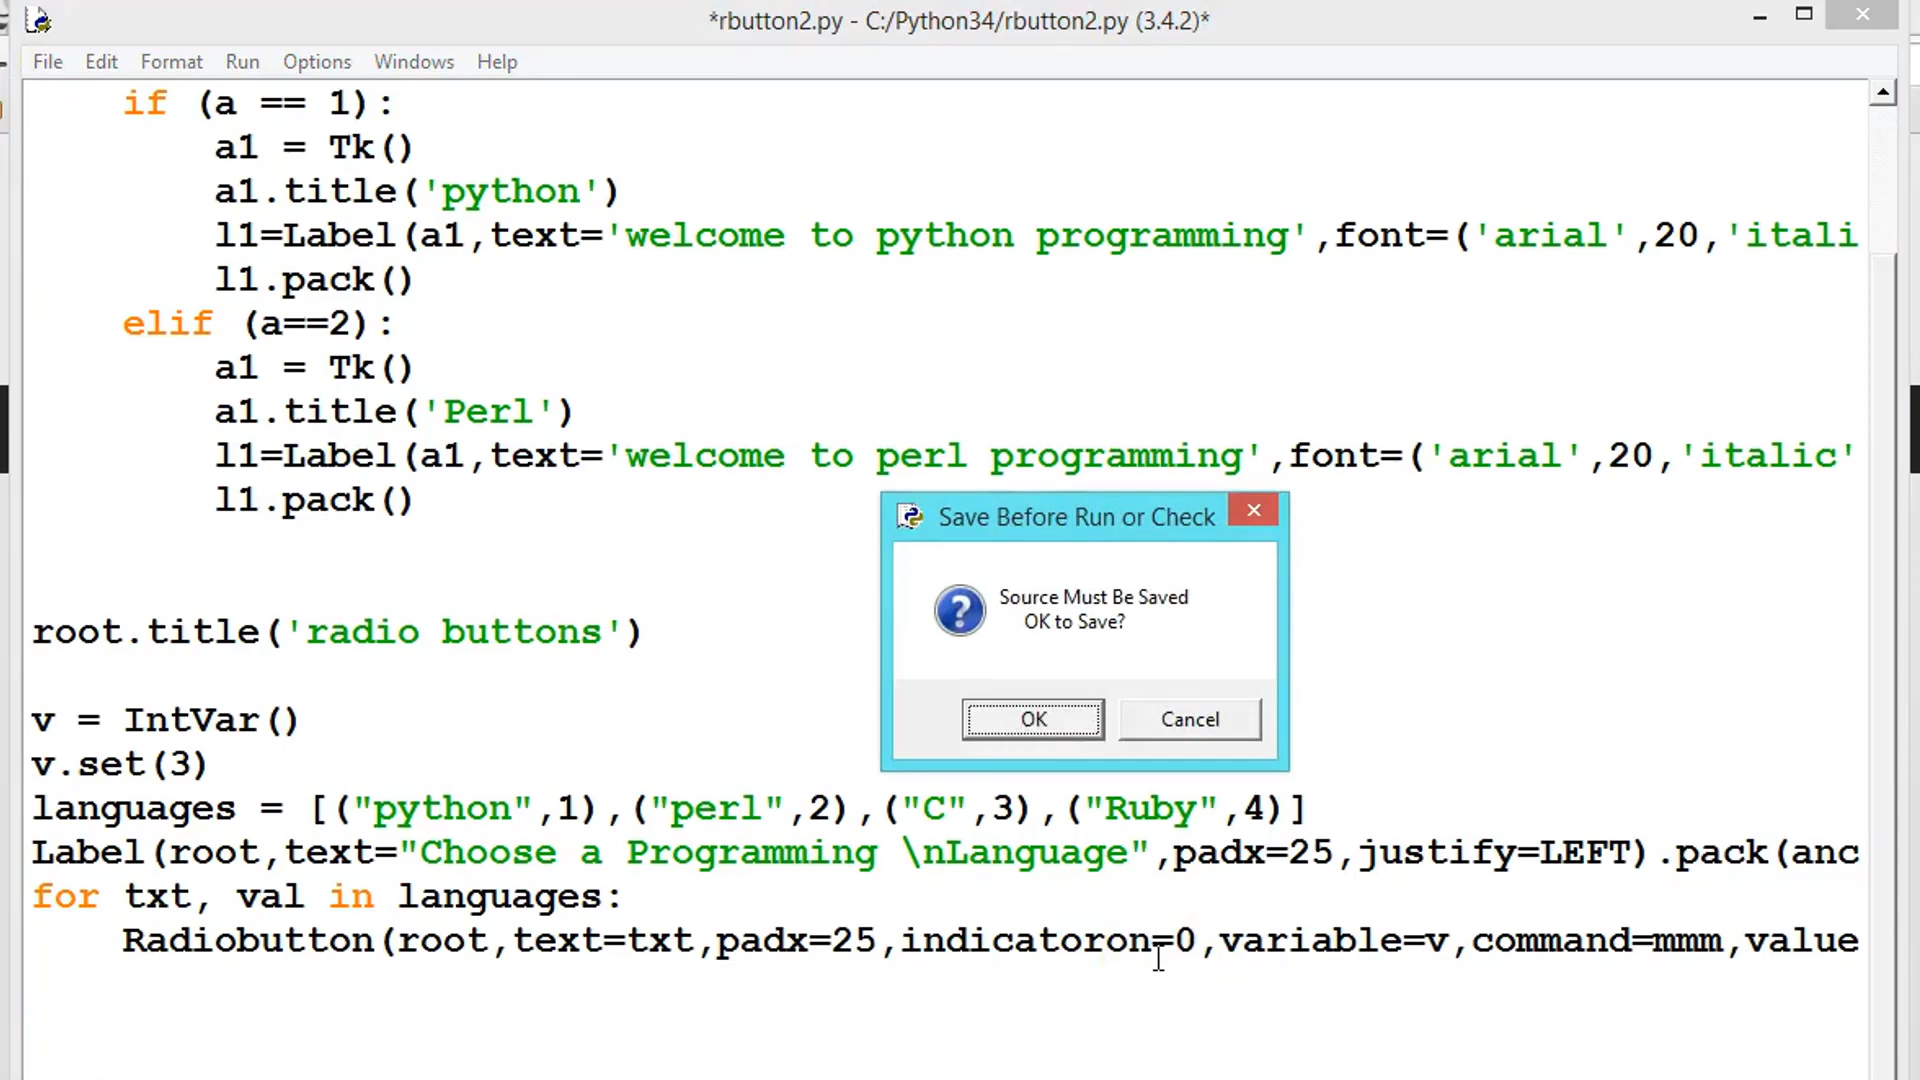 *rbutton2.py - C:/Python34/rbutton2.py (3.4.2)*
File Edit Format Run Options Windows Help
if (a == 1):
a1 = Tk()
a1.title('python')
l1=Label(a1,text='welcome to python programming',font=('arial',20,'itali
l1.pack()
elif (a==2):
a1 = Tk()
a1.title('Perl')
l1=Label(a1,text='welcome to perl programming',font=('arial',20,'italic'
l1.pack()
Save Before Run or Check
Source Must Be Saved
OK to Save?
OK Cancel
root.title('radio buttons')
v = IntVar()
v.set(3)
languages = [("python",1),("perl",2),("C",3),("Ruby",4)]
Label(root,text="Choose a Programming \nLanguage",padx=25,justify=LEFT).pack(anc
for txt, val in languages:
Radiobutton(root,text=txt,padx=25,indicatoron=0,variable=v,command=mmm,value